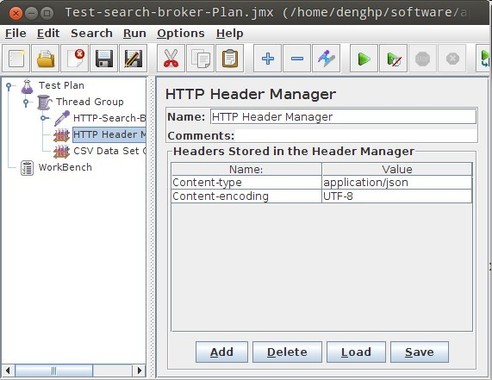 Test-search-broker-Plan.jmx (/home/denghp/software/
File Edit Search Run Options Help
Test Plan
Thread Group
HTTP-Search-B
HTTP Header M
CSV Data Set C
WorkBench
HTTP Header Manager
Name: HTTP Header Manager
Comments:
Headers Stored in the Header Manager
Name: Value
Content-type application/json
Content-encoding UTF-8
Add Delete Load Save